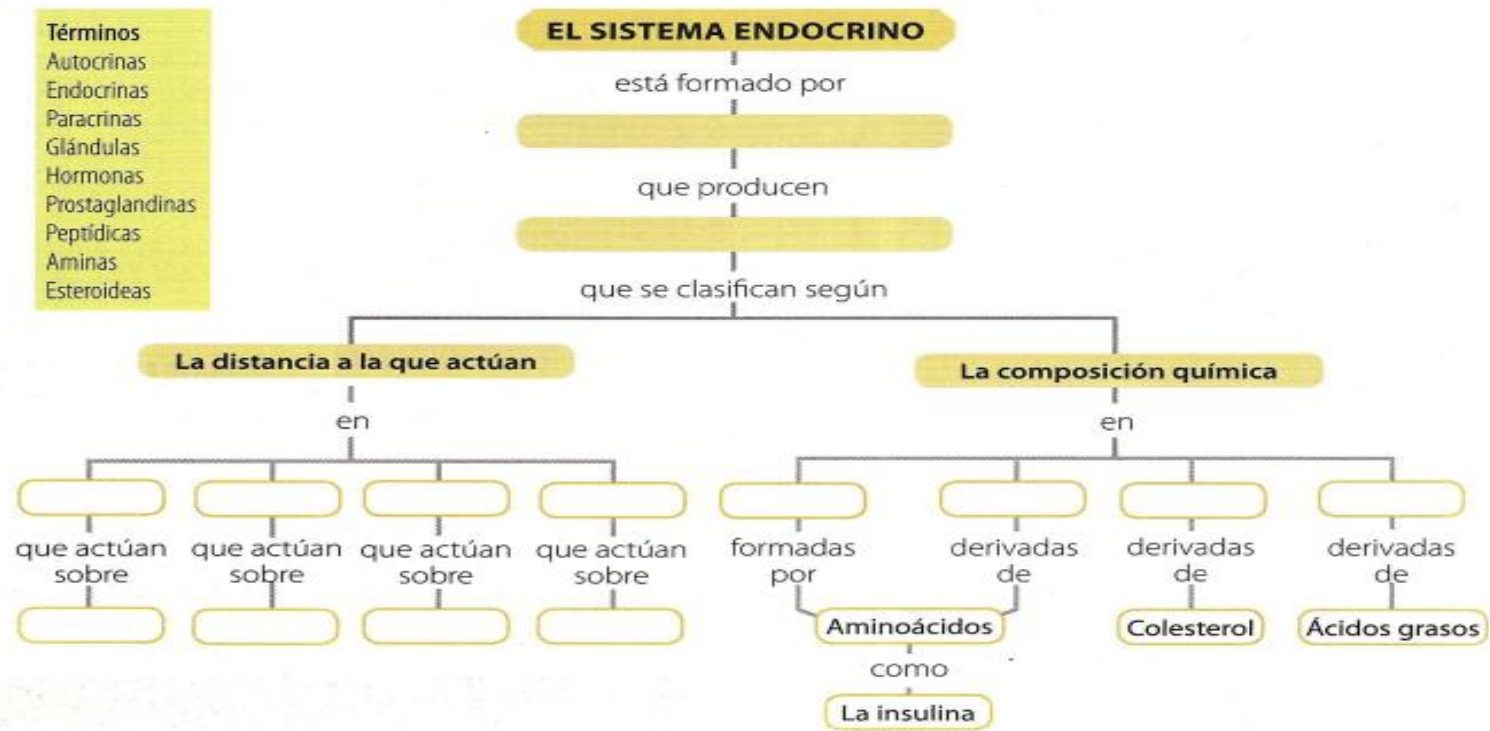 Términos
Autocrinas
Endocrinas
Paracrinas
Glándulas
Hormonas
Prostaglandinas
Peptídicas
Aminas
Esteroideas
EL SISTEMA ENDOCRINO
está formado por
que producen
que se clasifican según
La distancia a la que actúan
La composición química
en
en
que actúan
sobre
que actúan
sobre
que actúan
sobre
que actúan
sobre
formadas
por
derivadas
de
derivadas
de
derivadas
de
Aminoácidos
Colesterol
Ácidos grasos
como
La insulina